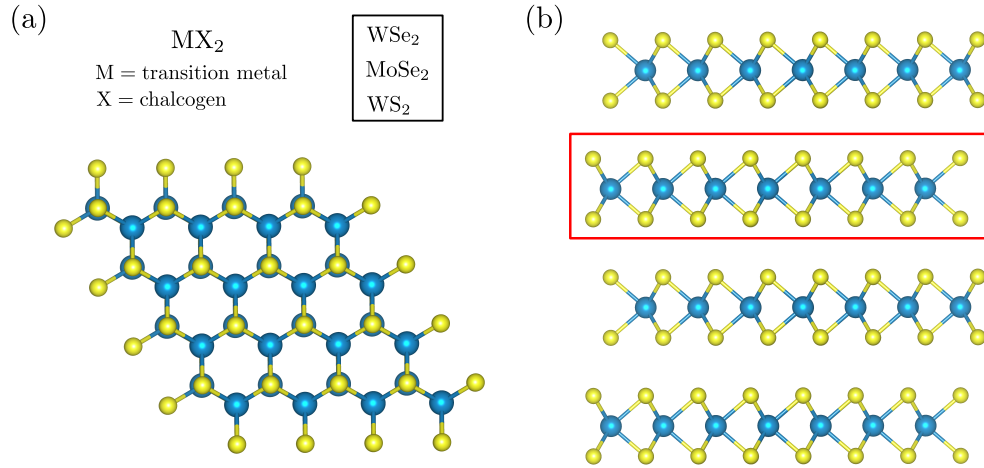 (a)
MX₂
M = transition metal
X = chalcogen
WSe₂
MoSe₂
WS₂
(b)